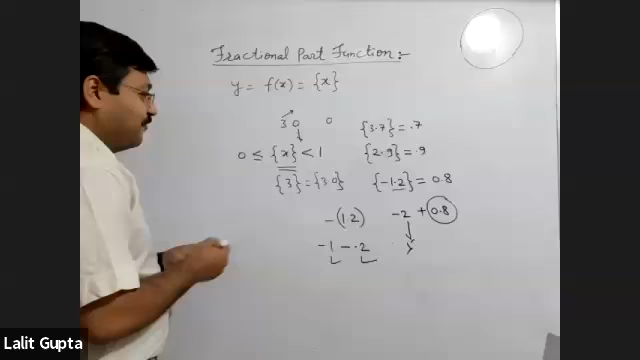 Fractional Part Function:-
y = f(x) = {x}
3 0 0
{3.7} = .7
0 ≤ {x} < 1
{2.9} = .9
{3} = {3.0}
{-1.2} = 0.8
-(1.2) -2 + 0.8
-1 - .2
Lalit Gupta